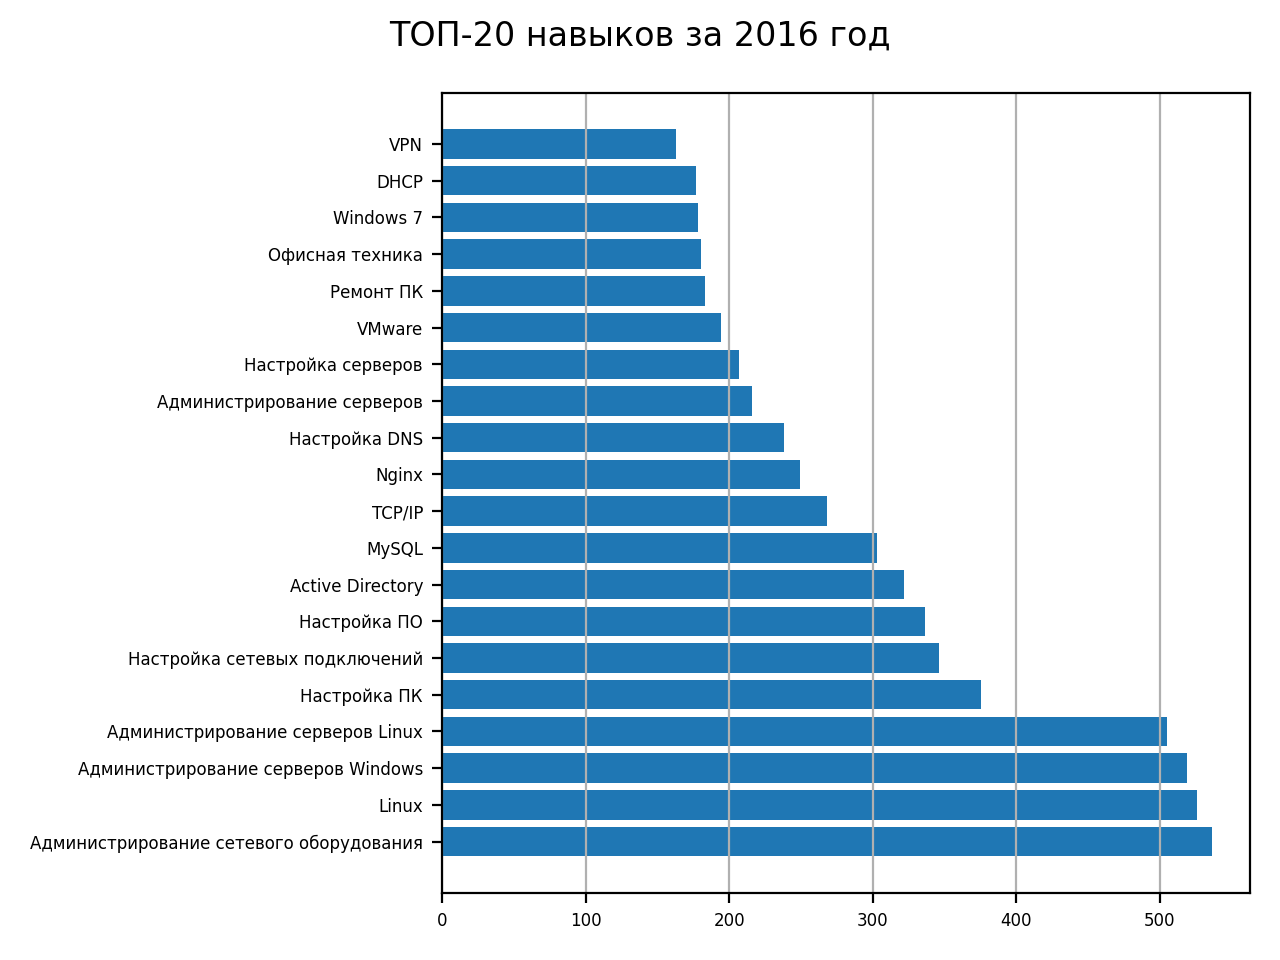 ТОП-20 навыков за 2016 год
VPN
DHCP
Windows 7
Офисная техника
Ремонт ПК
VMware
Настройка серверов
Администрирование серверов
Настройка DNS
Nginx
TCP/IP
MySQL
Active Directory
Настройка ПО
Настройка сетевых подключений
Настройка ПК
Администрирование серверов Linux
Администрирование серверов Windows
Linux
Администрирование сетевого оборудования
0 100 200 300 400 500